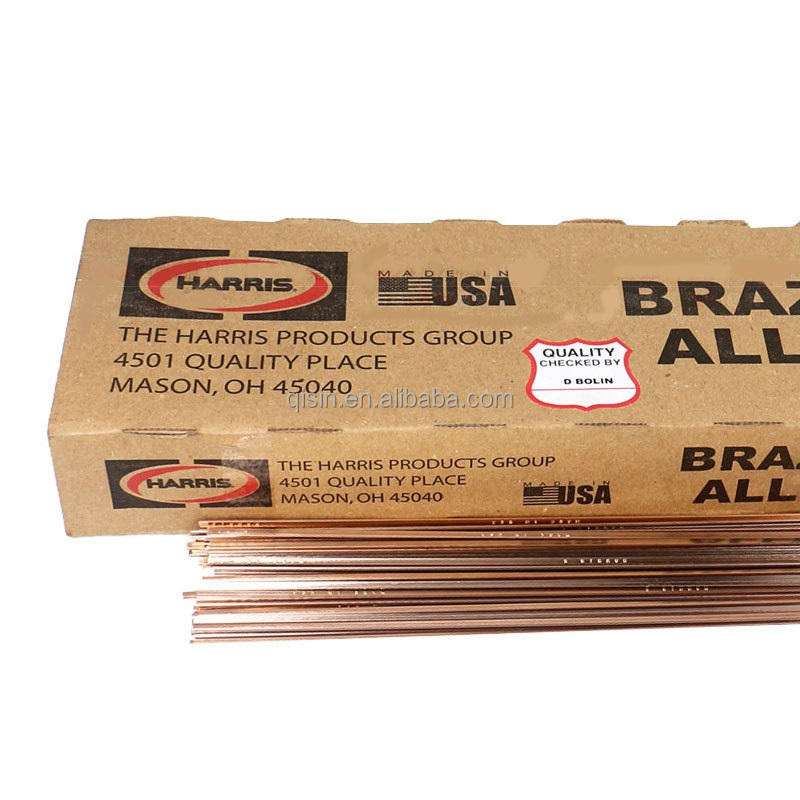 HARRIS
MADE IN
USA
THE HARRIS PRODUCTS GROUP
4501 QUALITY PLACE
MASON, OH 45040
BRAZ
ALL
QUALITY
CHECKED BY
D BOLIN
qisin.en.alibaba.com
HARRIS
THE HARRIS PRODUCTS GROUP
4501 QUALITY PLACE
MASON, OH 45040
MADE IN
USA
BRAZ
ALL